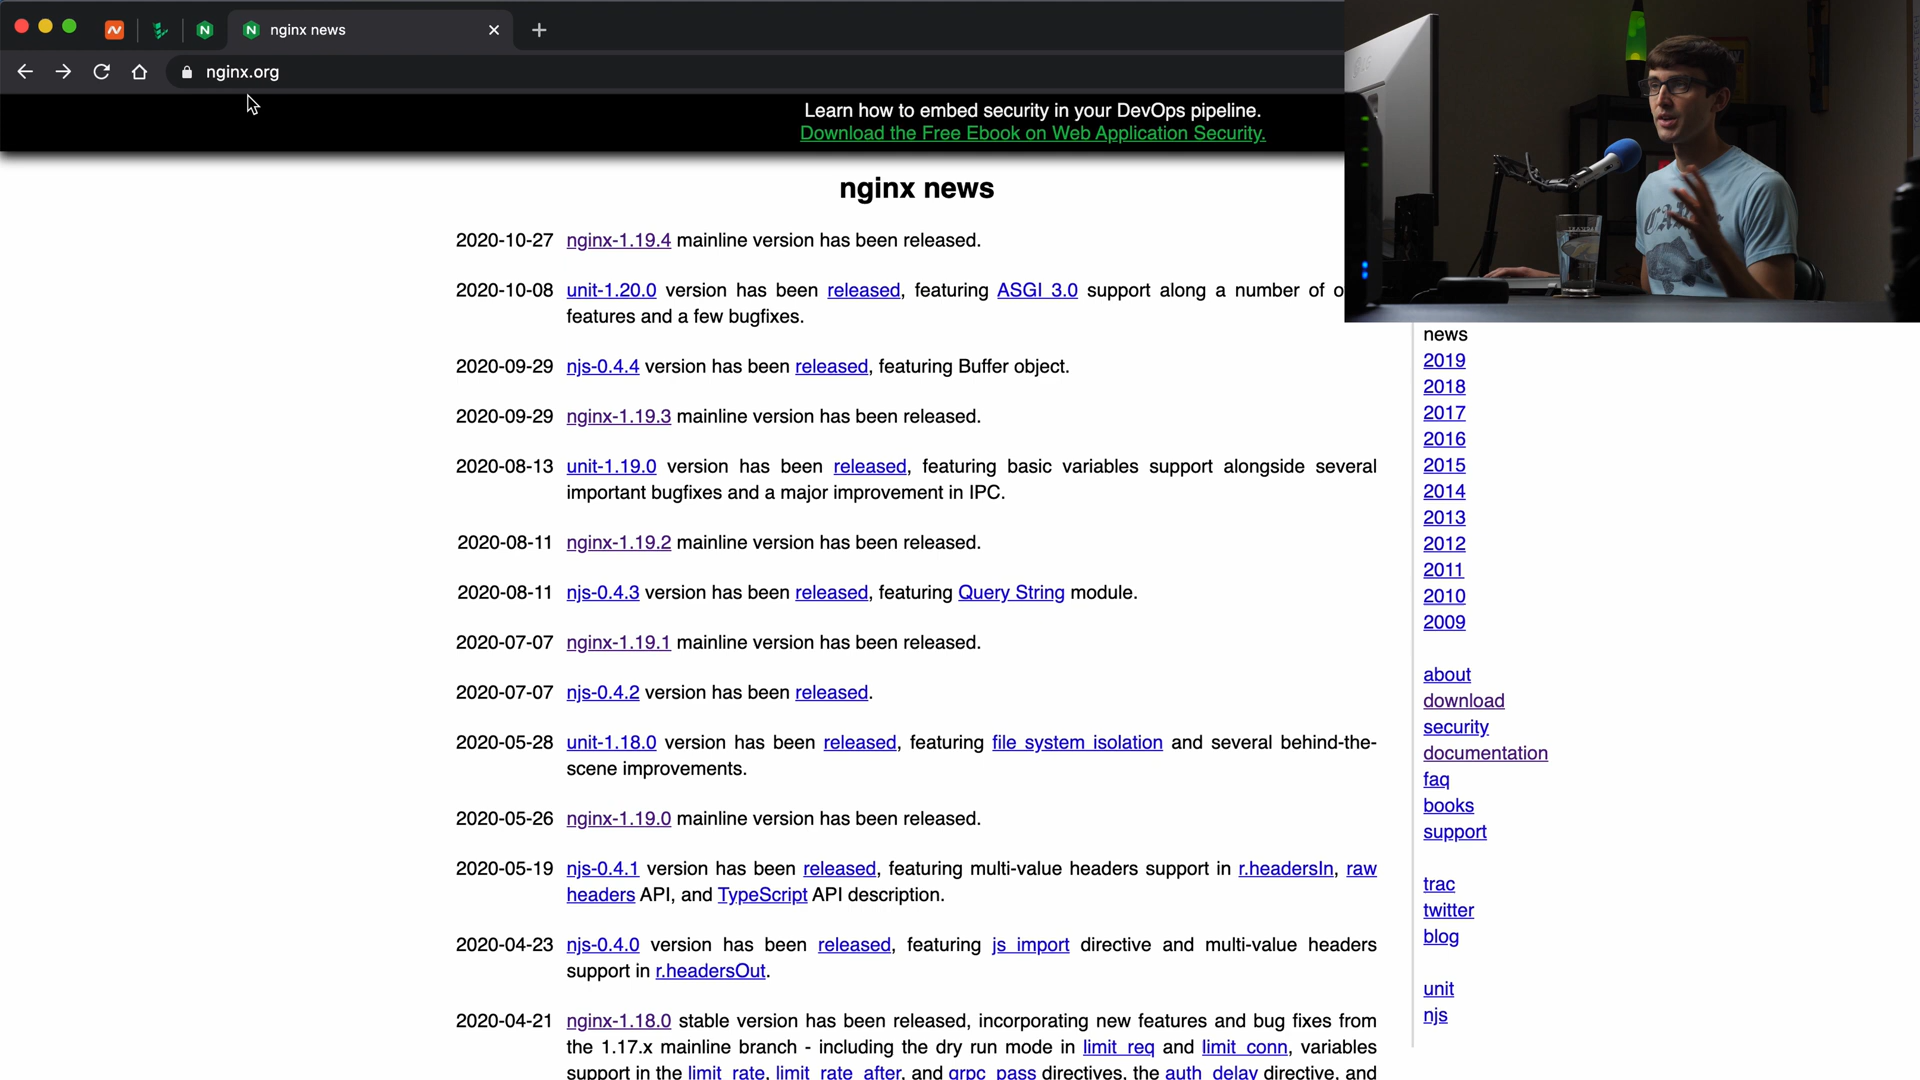 nginx news
nginx.org
Learn how to embed security in your DevOps pipeline.
Download the Free Ebook on Web Application Security.
nginx news
2020-10-27 nginx-1.19.4 mainline version has been released.
2020-10-08 unit-1.20.0 version has been released, featuring ASGI 3.0 support along a number of o
features and a few bugfixes.
2020-09-29 njs-0.4.4 version has been released, featuring Buffer object.
2020-09-29 nginx-1.19.3 mainline version has been released.
2020-08-13 unit-1.19.0 version has been released, featuring basic variables support alongside several
important bugfixes and a major improvement in IPC.
2020-08-11 nginx-1.19.2 mainline version has been released.
2020-08-11 njs-0.4.3 version has been released, featuring Query String module.
2020-07-07 nginx-1.19.1 mainline version has been released.
2020-07-07 njs-0.4.2 version has been released.
2020-05-28 unit-1.18.0 version has been released, featuring file system isolation and several behind-the-
scene improvements.
2020-05-26 nginx-1.19.0 mainline version has been released.
2020-05-19 njs-0.4.1 version has been released, featuring multi-value headers support in r.headersIn, raw
headers API, and TypeScript API description.
2020-04-23 njs-0.4.0 version has been released, featuring js_import directive and multi-value headers
support in r.headersOut.
2020-04-21 nginx-1.18.0 stable version has been released, incorporating new features and bug fixes from
the 1.17.x mainline branch - including the dry run mode in limit_req and limit_conn, variables
support in the limit_rate, limit_rate_after, and grpc_pass directives, the auth_delay directive, and
news
2019
2018
2017
2016
2015
2014
2013
2012
2011
2010
2009
about
download
security
documentation
faq
books
support
trac
twitter
blog
unit
njs